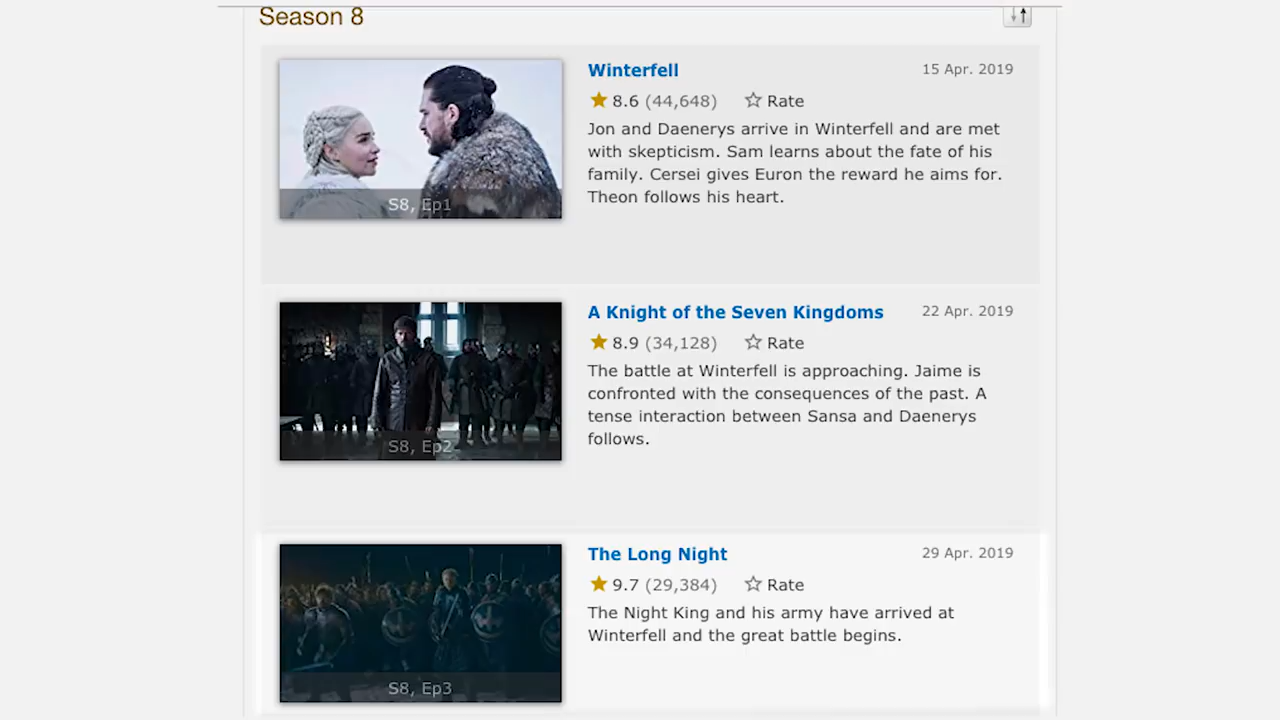 Season 8
Winterfell
15 Apr. 2019
8.6 (44,648) Rate
Jon and Daenerys arrive in Winterfell and are met
with skepticism. Sam learns about the fate of his
family. Cersei gives Euron the reward he aims for.
Theon follows his heart.
S8, Ep1
A Knight of the Seven Kingdoms
22 Apr. 2019
8.9 (34,128) Rate
The battle at Winterfell is approaching. Jaime is
confronted with the consequences of the past. A
tense interaction between Sansa and Daenerys
follows.
S8, Ep2
The Long Night
29 Apr. 2019
9.7 (29,384) Rate
The Night King and his army have arrived at
Winterfell and the great battle begins.
S8, Ep3